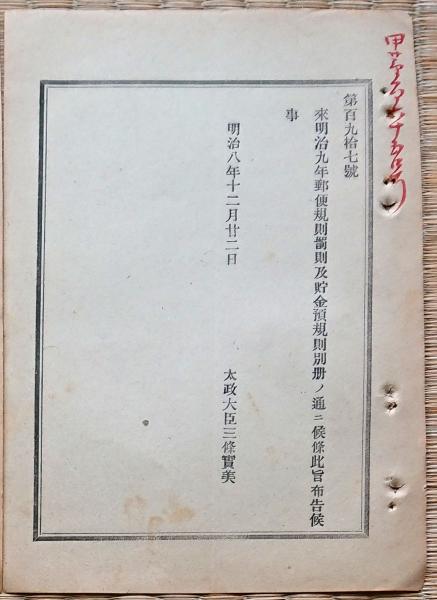 第百九拾七號
來明治九年郵便規則罰則及貯金預規則別册ノ通ニ候條此旨布告候
事
明治八年十二月廿二日
太政大臣三條實美